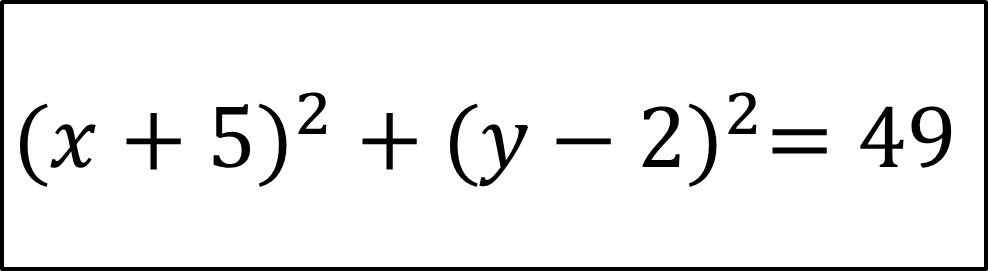 (x + 5)² + (y − 2)² = 49